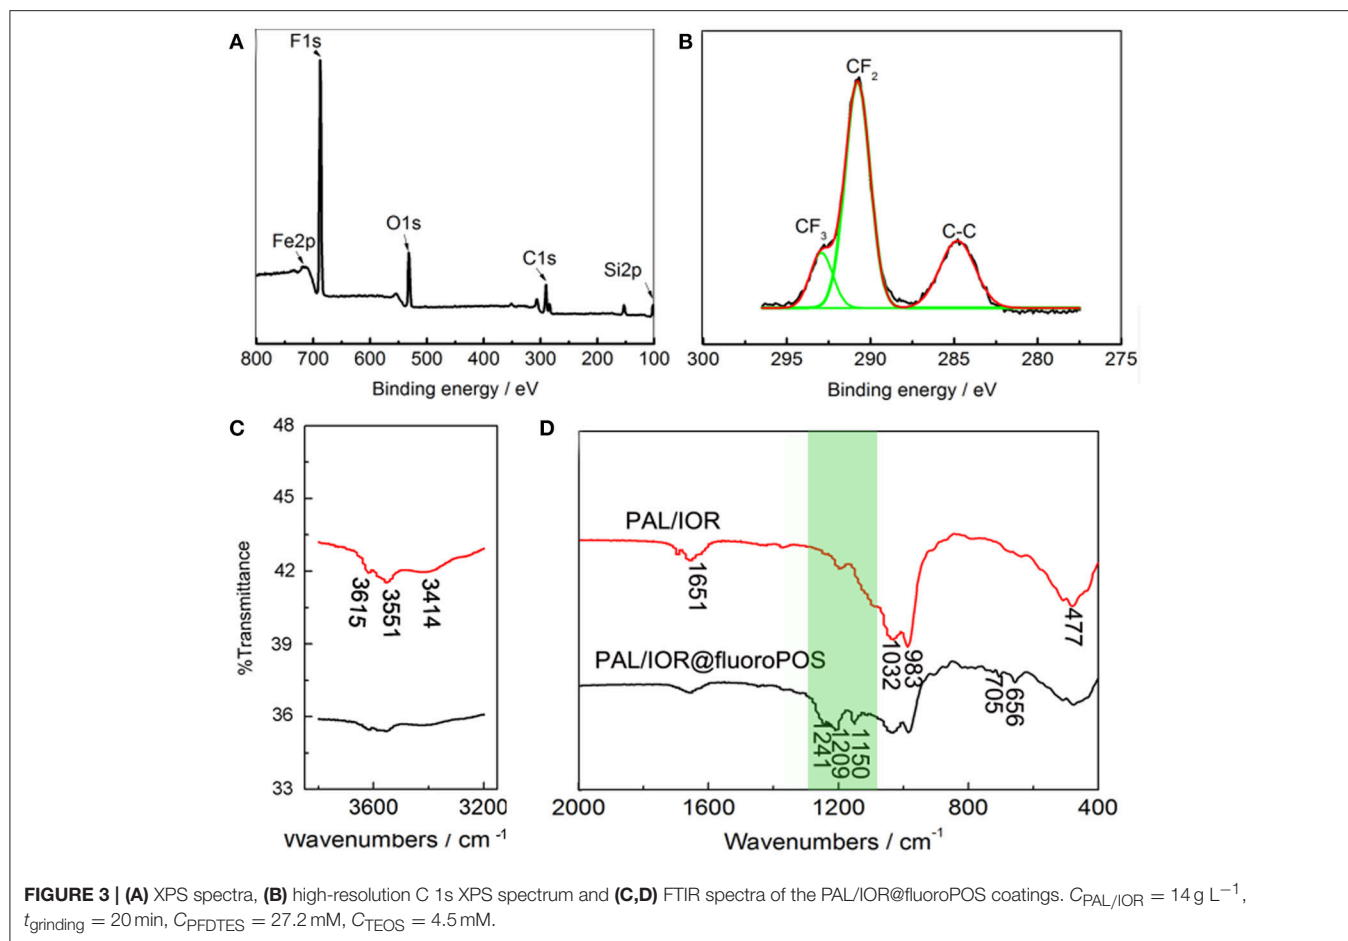 A
F1s
Fe2p
O1s
C1s
Si2p
800 700 600 500 400 300 200 100
Binding energy / eV
B
CF2
CF3
C-C
300 295 290 285 280 275
Binding energy / eV
C
48
45
42
39
36
33
%Transmittance
3615
3551
3414
3600 3200
Wavenumbers / cm-1
D
PAL/IOR
1651
1032
983
477
PAL/IOR@fluoroPOS
1241
1209
1150
705
656
2000 1600 1200 800 400
Wavenumbers / cm-1
FIGURE 3 | (A) XPS spectra, (B) high-resolution C 1s XPS spectrum and (C,D) FTIR spectra of the PAL/IOR@fluoroPOS coatings. CPAL/IOR = 14 g L−1,
tgrinding = 20 min, CPFDTES = 27.2 mM, CTEOS = 4.5 mM.